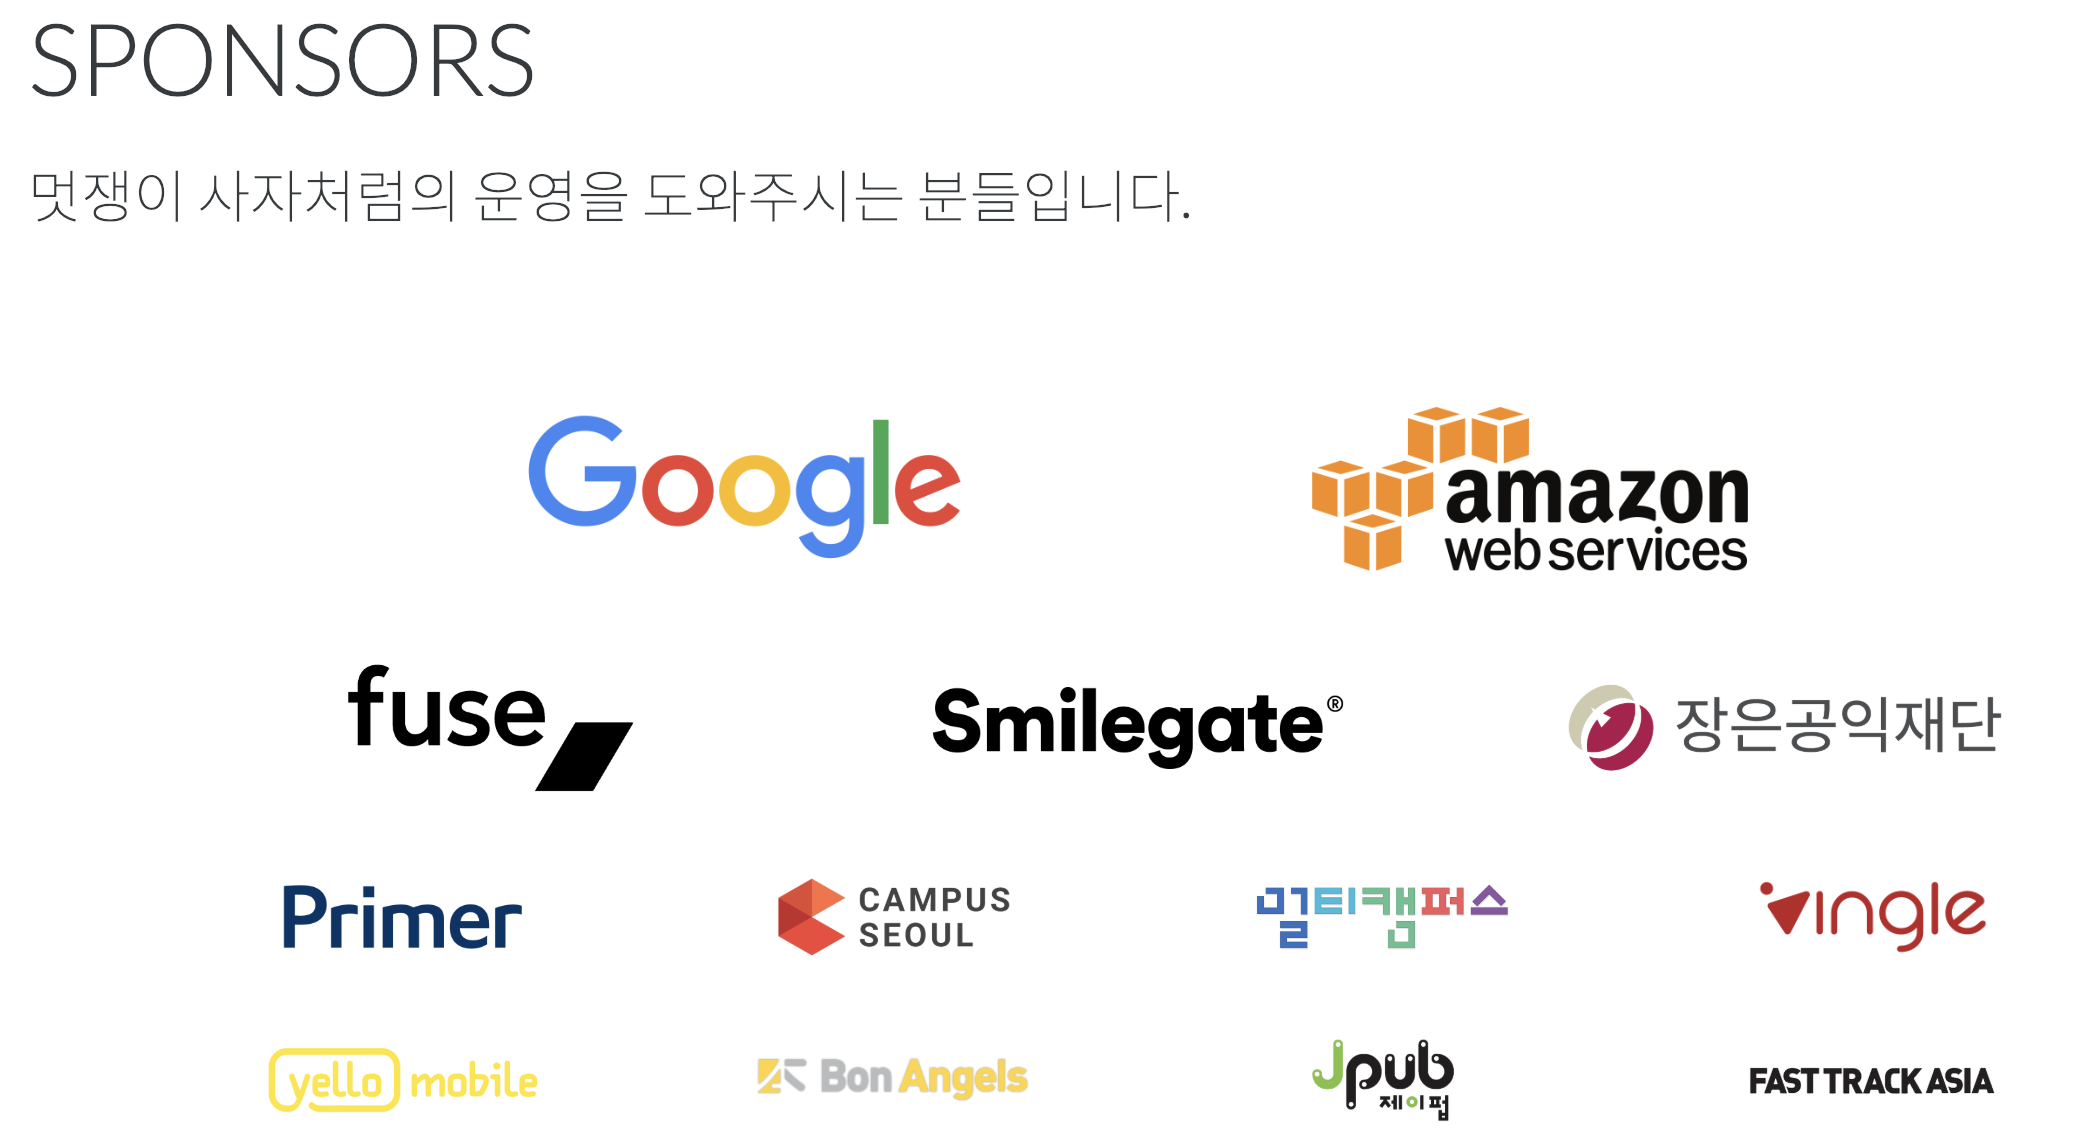 SPONSORS
멋쟁이 사자처럼의 운영을 도와주시는 분들입니다.
Google
amazon
web services
fuse
Smilegate®
장은공익재단
Primer
CAMPUS
SEOUL
멀티캠퍼스
vingle
yello mobile
Bon Angels
Jpub
제이펍
FAST TRACK ASIA